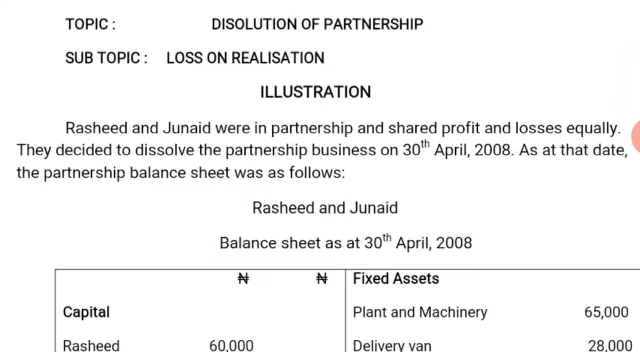 TOPIC : DISOLUTION OF PARTNERSHIP
SUB TOPIC : LOSS ON REALISATION
ILLUSTRATION
Rasheed and Junaid were in partnership and shared profit and losses equally.
They decided to dissolve the partnership business on 30th April, 2008. As at that date,
the partnership balance sheet was as follows:
Rasheed and Junaid
Balance sheet as at 30th April, 2008
₦ ₦ Fixed Assets
Capital Plant and Machinery 65,000
Rasheed 60,000 Delivery van 28,000